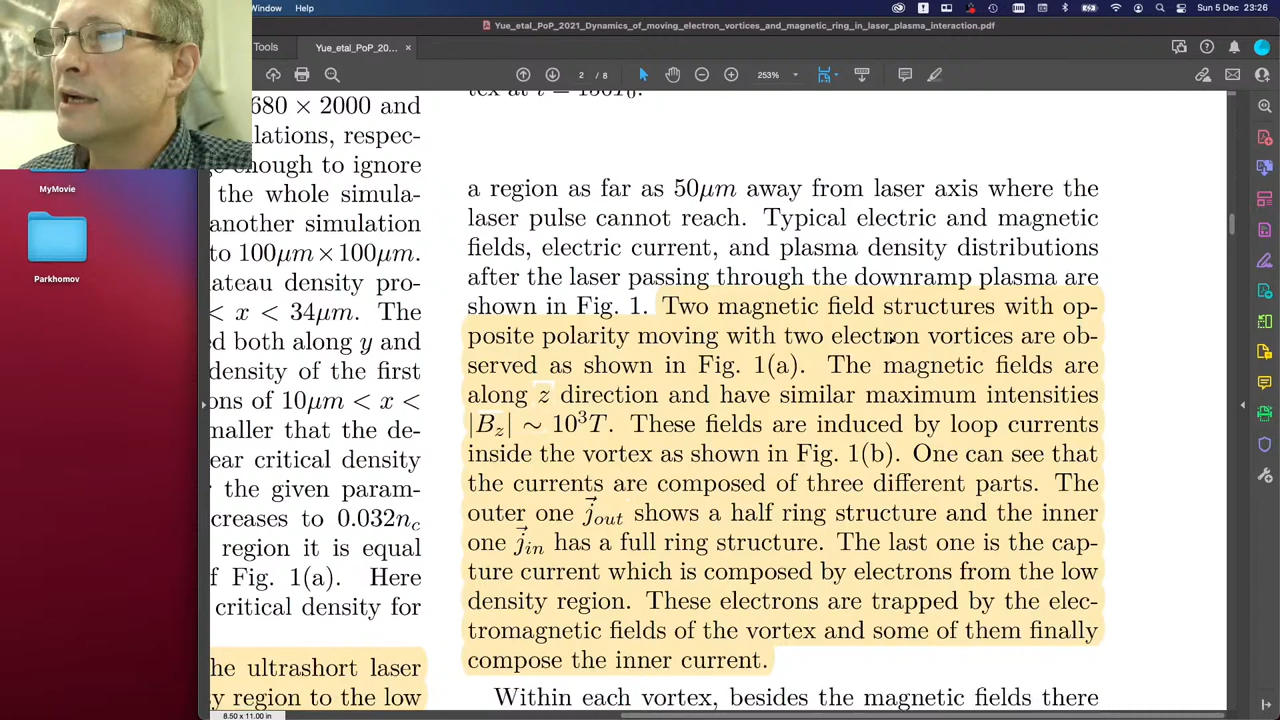 Window Help
Sun 5 Dec 23:26
Yue_etal_PoP_2021_Dynamics_of_moving_electron_vortices_and_magnetic_ring_in_laser_plasma_interaction.pdf
Tools
Yue_etal_PoP_20... ×
2 / 8
253%
MyMovie
Parkhomov
680 × 2000 and
lations, respec-
ge enough to ignore
the whole simula-
another simulation
to 100μm×100μm.
ateau density pro-
< x < 34μm. The
ed both along y and
density of the first
ons of 10μm < x <
maller that the de-
ear critical density
r the given param-
creases to 0.032n_c
region it is equal
f Fig. 1(a). Here
critical density for
he ultrashort laser
y region to the low
8.50 x 11.00 in
a region as far as 50μm away from laser axis where the
laser pulse cannot reach. Typical electric and magnetic
fields, electric current, and plasma density distributions
after the laser passing through the downramp plasma are
shown in Fig. 1. Two magnetic field structures with op-
posite polarity moving with two electron vortices are ob-
served as shown in Fig. 1(a). The magnetic fields are
along z direction and have similar maximum intensities
|B_z| ~ 10³T. These fields are induced by loop currents
inside the vortex as shown in Fig. 1(b). One can see that
the currents are composed of three different parts. The
outer one j⃗_out shows a half ring structure and the inner
one j⃗_in has a full ring structure. The last one is the cap-
ture current which is composed by electrons from the low
density region. These electrons are trapped by the elec-
tromagnetic fields of the vortex and some of them finally
compose the inner current.
Within each vortex, besides the magnetic fields there